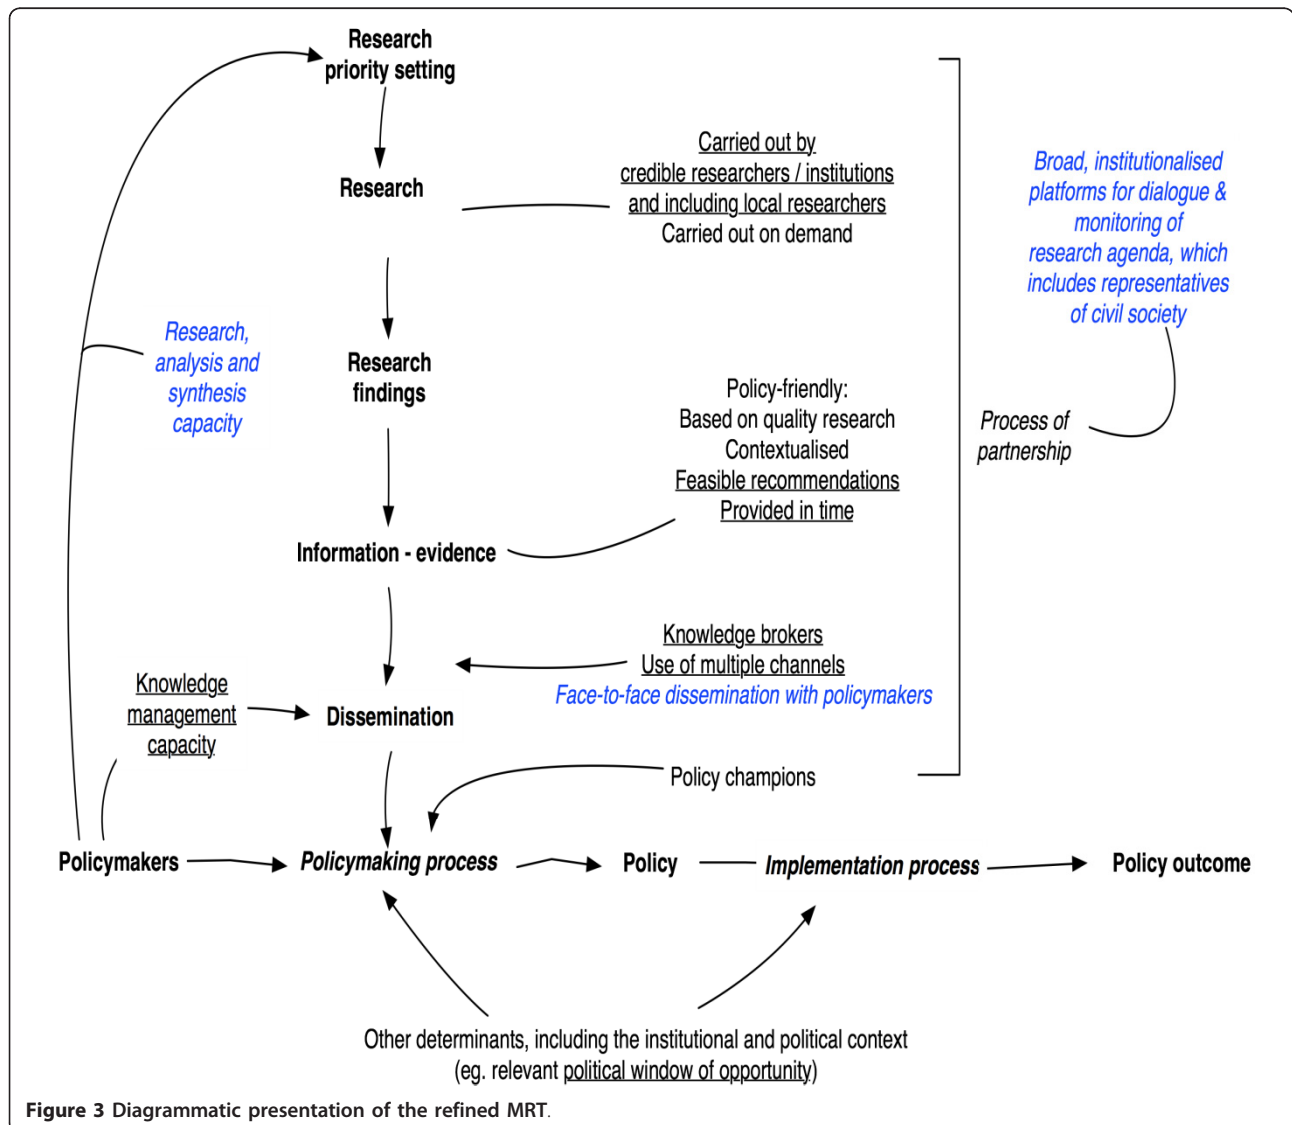 Research
priority setting
Research
Carried out by
credible researchers / institutions
and including local researchers
Carried out on demand
Broad, institutionalised
platforms for dialogue &
monitoring of
research agenda, which
includes representatives
of civil society
Research,
analysis and
synthesis
capacity
Research
findings
Policy-friendly:
Based on quality research
Contextualised
Feasible recommendations
Provided in time
Process of
partnership
Information - evidence
Knowledge brokers
Use of multiple channels
Face-to-face dissemination with policymakers
Knowledge
management
capacity
Dissemination
Policy champions
Policymakers
Policymaking process
Policy
Implementation process
Policy outcome
Other determinants, including the institutional and political context
(eg. relevant political window of opportunity)
Figure 3 Diagrammatic presentation of the refined MRT.